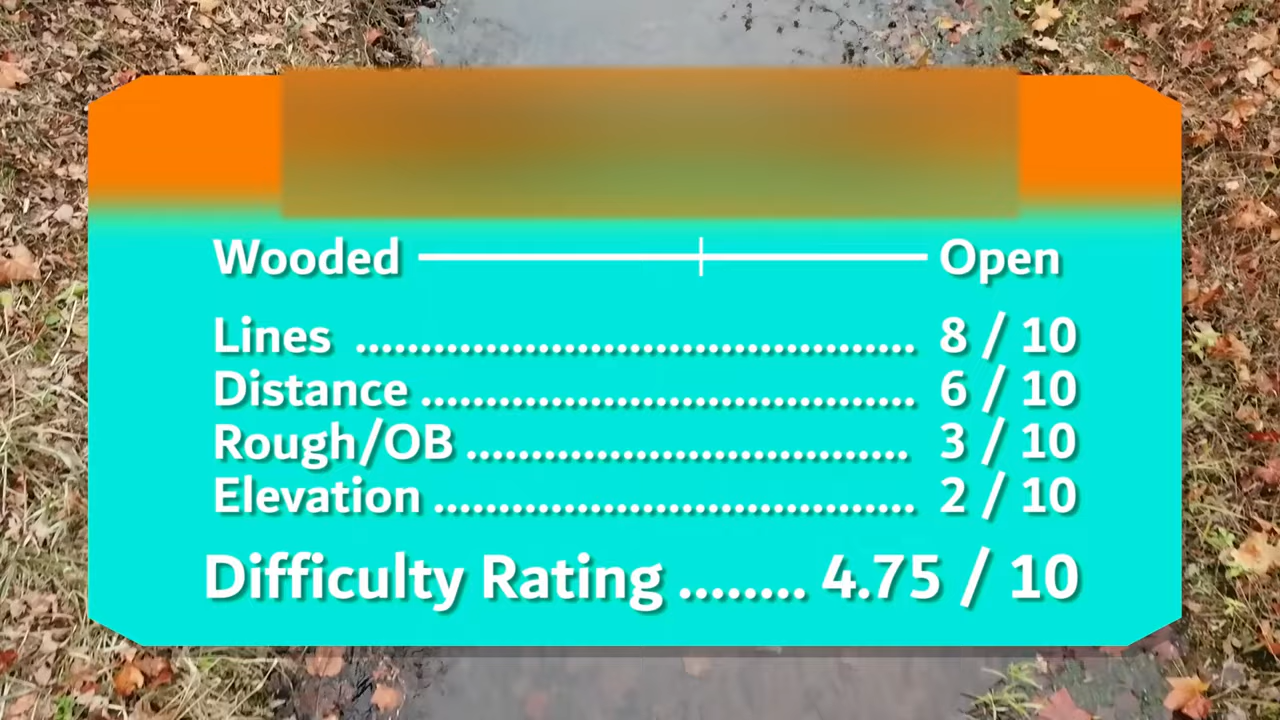 Wooded Open
Lines ........................................... 8 / 10
Distance ...................................... 6 / 10
Rough/OB .................................. 3 / 10
Elevation ..................................... 2 / 10
Difficulty Rating ........ 4.75 / 10